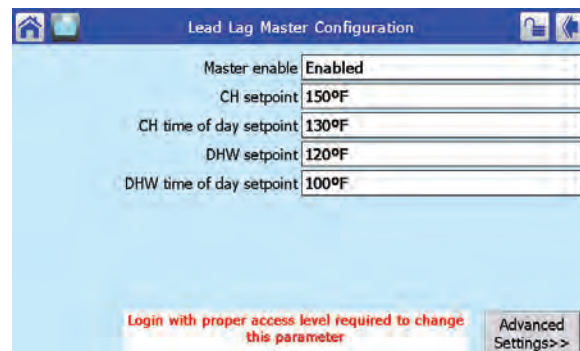 Lead Lag Master Configuration
Master enable Enabled
CH setpoint 150ºF
CH time of day setpoint 130ºF
DHW setpoint 120ºF
DHW time of day setpoint 100ºF
Login with proper access level required to change
this parameter
Advanced
Settings>>